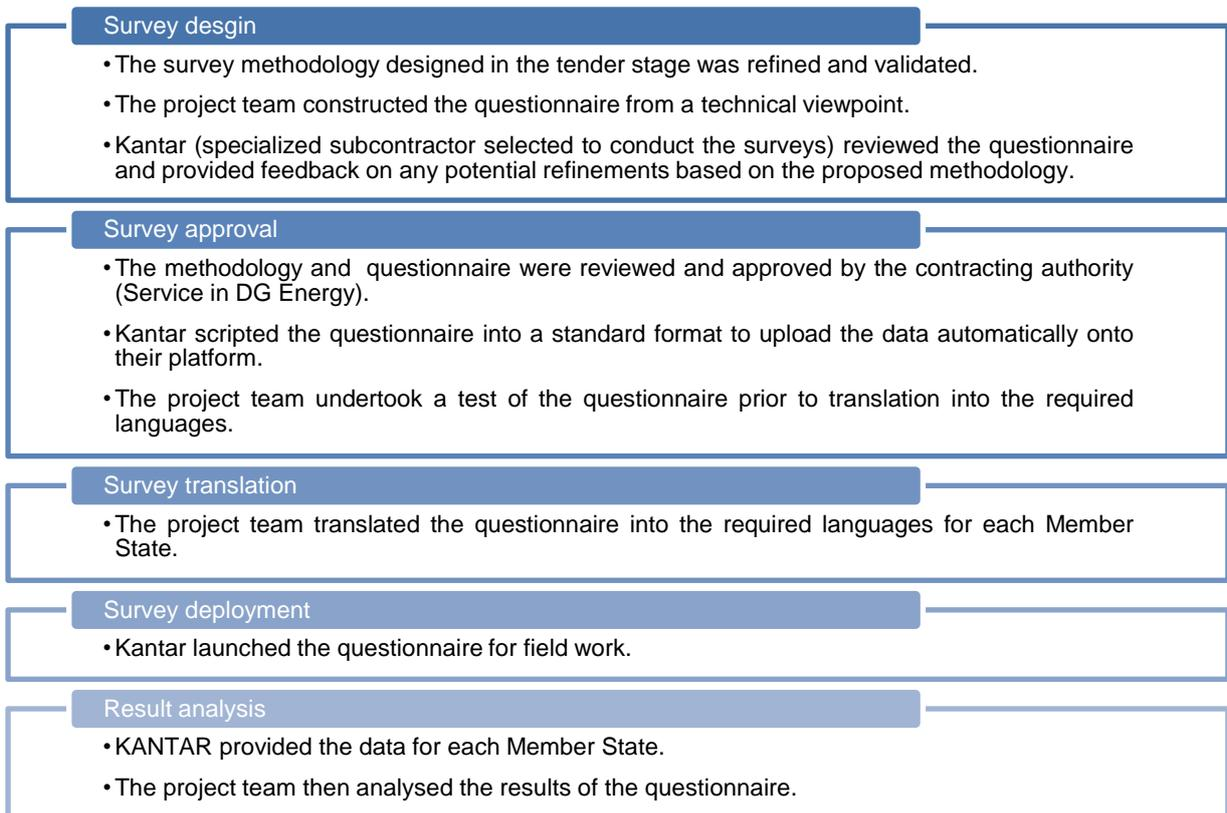 Survey desgin
•The survey methodology designed in the tender stage was refined and validated.
•The project team constructed the questionnaire from a technical viewpoint.
•Kantar (specialized subcontractor selected to conduct the surveys) reviewed the questionnaire
and provided feedback on any potential refinements based on the proposed methodology.
Survey approval
•The methodology and  questionnaire were reviewed and approved by the contracting authority
(Service in DG Energy).
•Kantar scripted the questionnaire into a standard format to upload the data automatically onto
their platform.
•The project team undertook a test of the questionnaire prior to translation into the required
languages.
Survey translation
•The project team translated the questionnaire into the required languages for each Member
State.
Survey deployment
•Kantar launched the questionnaire for field work.
Result analysis
•KANTAR provided the data for each Member State.
•The project team then analysed the results of the questionnaire.